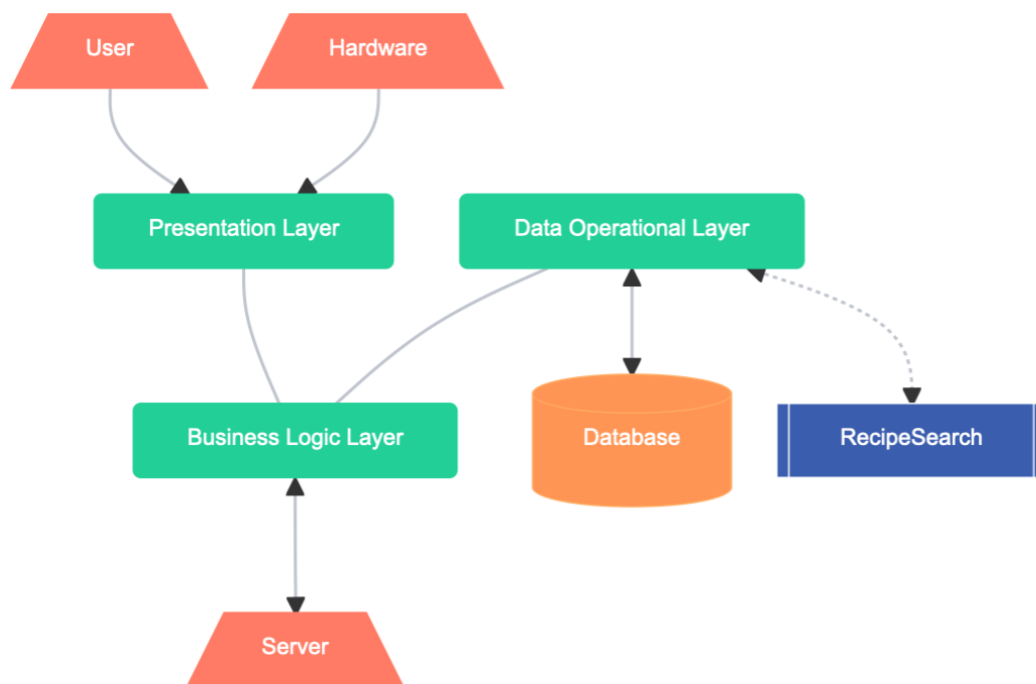 User
Hardware
Presentation Layer
Data Operational Layer
Business Logic Layer
Database
RecipeSearch
Server